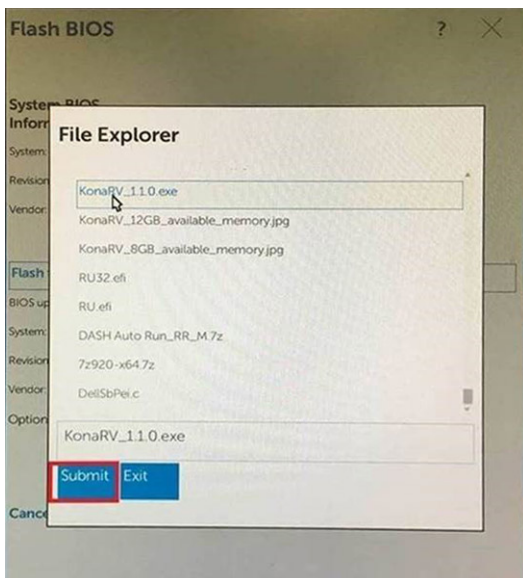 Flash BIOS ?
System BIOS
Inforr
System:
Revision
Vendor:
File Explorer
KonaRV_1.1.0.exe
KonaRV_12GB_available_memory.jpg
KonaRV_8GB_available_memory.jpg
RU32.efi
RU.efi
DASH Auto Run_RR_M.7z
7z920-x64.7z
DellSbPei.c
Flash
BIOS up
System:
Revision
Vendor:
Option
KonaRV_1.1.0.exe
Submit Exit
Cance